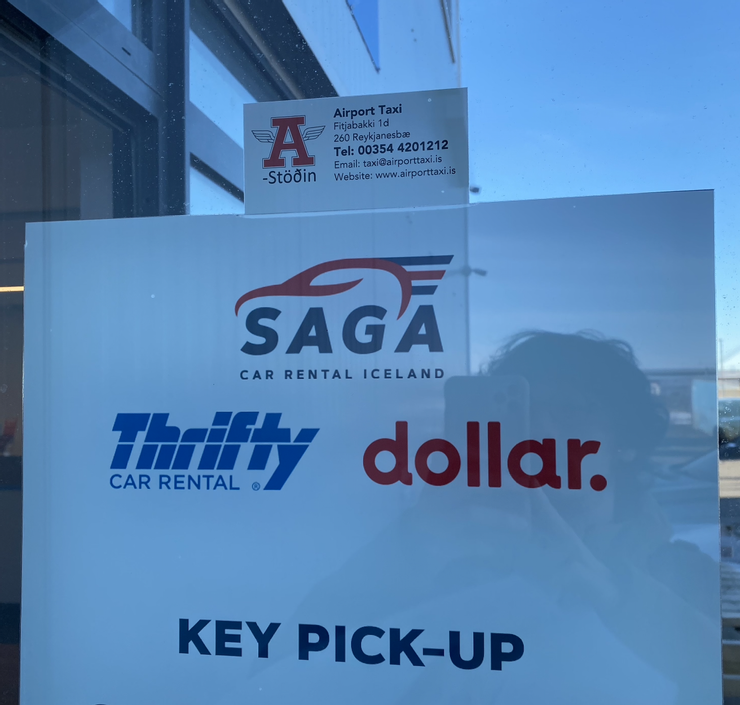 A
-Stöðin
Airport Taxi
Fitjabakki 1d
260 Reykjanesbæ
Tel: 00354 4201212
Email: taxi@airporttaxi.is
Website: www.airporttaxi.is
SAGA
CAR RENTAL ICELAND
Thrifty
CAR RENTAL ®
dollar.
KEY PICK-UP